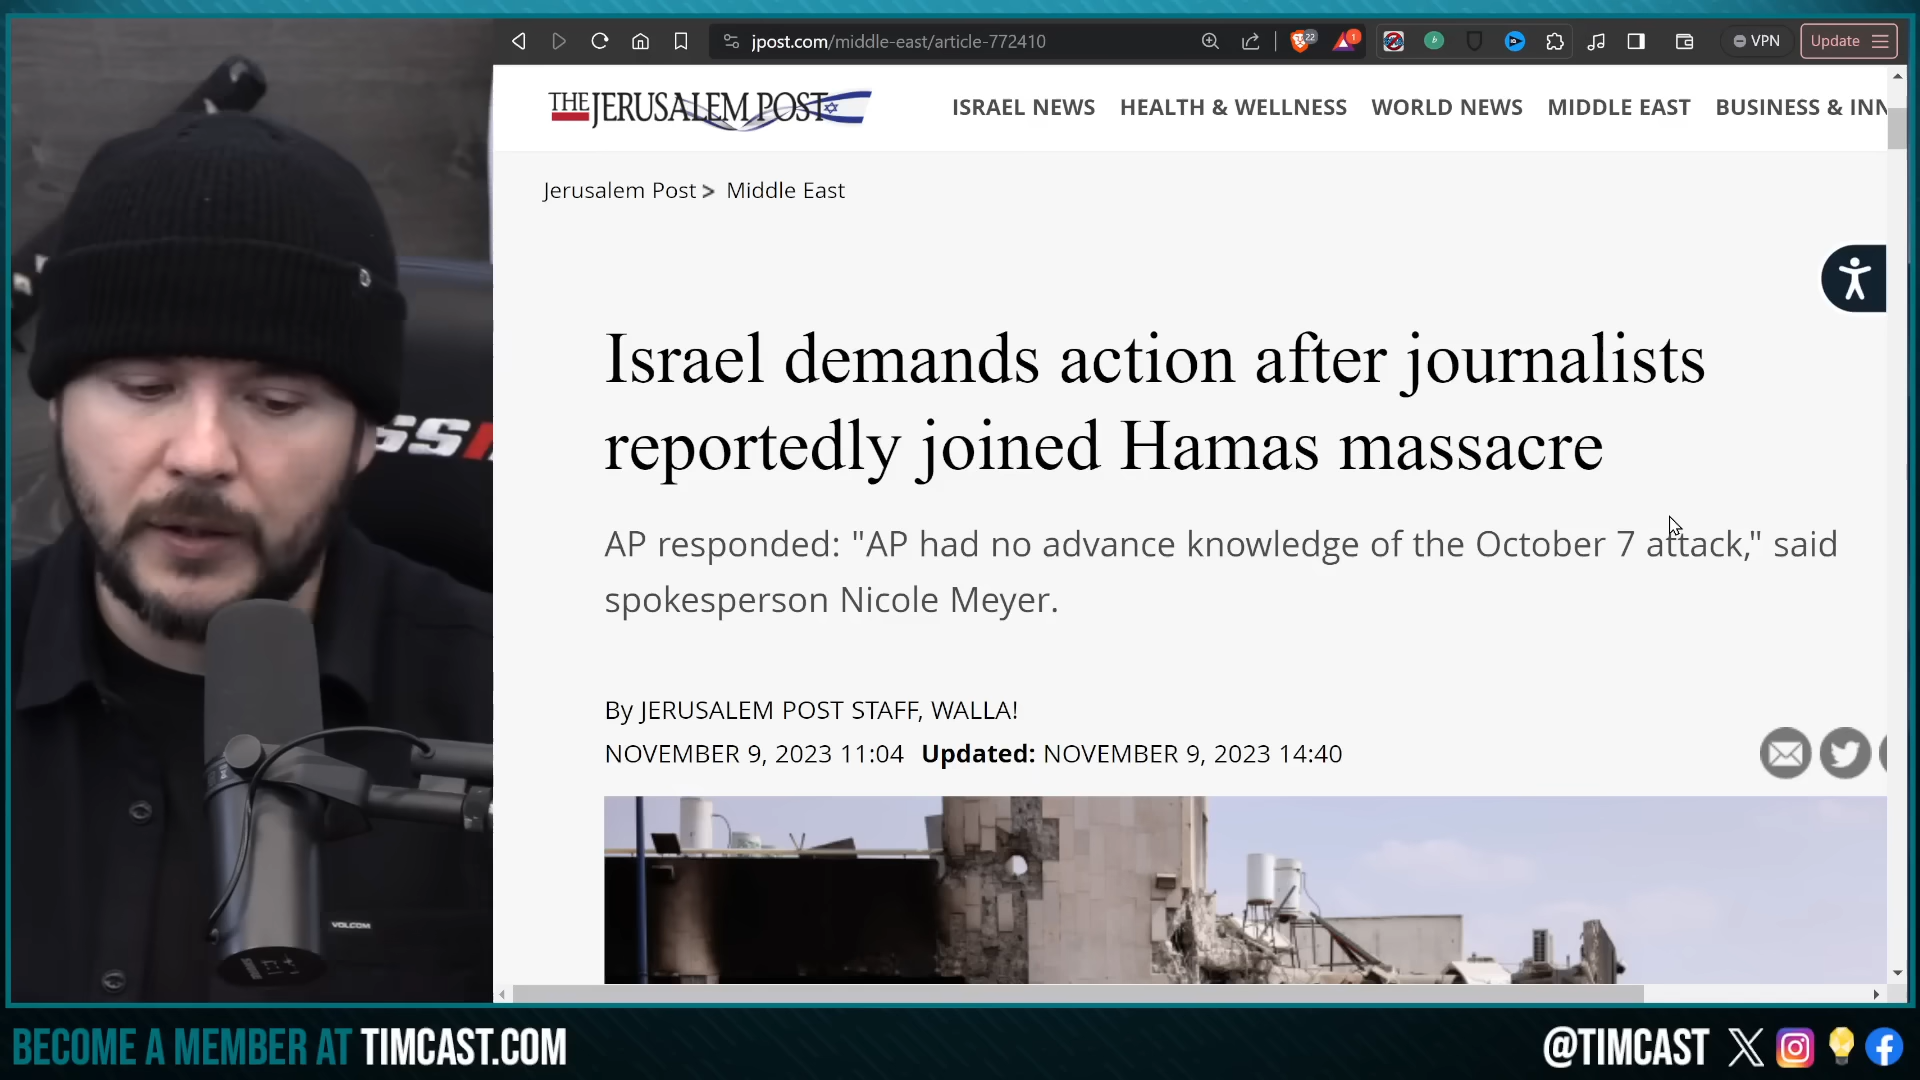 jpost.com/middle-east/article-772410
22
1
VPN
Update
THE JERUSALEM POST
ISRAEL NEWS
HEALTH & WELLNESS
WORLD NEWS
MIDDLE EAST
BUSINESS & INN
Jerusalem Post > Middle East
Israel demands action after journalists
reportedly joined Hamas massacre
AP responded: "AP had no advance knowledge of the October 7 attack," said
spokesperson Nicole Meyer.
By JERUSALEM POST STAFF, WALLA!
NOVEMBER 9, 2023 11:04 Updated: NOVEMBER 9, 2023 14:40
VOLCOM
BECOME A MEMBER AT TIMCAST.COM
@TIMCAST